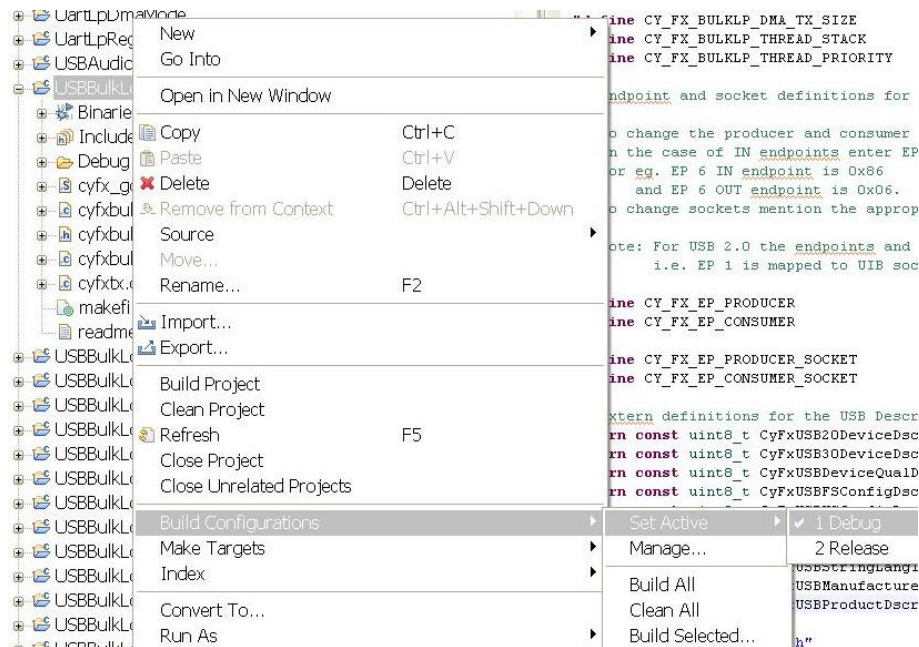 UartLpDmaMode
UartLpReg
USBAudio
USBBulkL
Binarie
Include
Debug
cyfx_g
cyfxbul
cyfxbul
cyfxbul
cyfxtx.
makefi
readme
USBBulkL
USBBulkL
USBBulkL
USBBulkL
USBBulkL
USBBulkL
USBBulkL
USBBulkL
USBBulkL
USBBulkL
USBBulkL
USBBulkL
USBBulkL
New
Go Into
Open in New Window
Copy Ctrl+C
Paste Ctrl+V
Delete Delete
Remove from Context Ctrl+Alt+Shift+Down
Source
Move...
Rename... F2
Import...
Export...
Build Project
Clean Project
Refresh F5
Close Project
Close Unrelated Projects
Build Configurations
Make Targets
Index
Convert To...
Run As
Set Active
Manage...
Build All
Clean All
Build Selected...
1 Debug
2 Release
ine CY_FX_BULKLP_DMA_TX_SIZE
ine CY_FX_BULKLP_THREAD_STACK
ine CY_FX_BULKLP_THREAD_PRIORITY
ndpoint and socket definitions for
o change the producer and consumer
n the case of IN endpoints enter EP
or eg. EP 6 IN endpoint is 0x86
and EP 6 OUT endpoint is 0x06.
o change sockets mention the approp
ote: For USB 2.0 the endpoints and
i.e. EP 1 is mapped to UIB soc
ine CY_FX_EP_PRODUCER
ine CY_FX_EP_CONSUMER
ine CY_FX_EP_PRODUCER_SOCKET
ine CY_FX_EP_CONSUMER_SOCKET
xtern definitions for the USB Descr
rn const uint8_t CyFxUSB20DeviceDsc
rn const uint8_t CyFxUSB30DeviceDsc
rn const uint8_t CyFxUSBDeviceQualD
rn const uint8_t CyFxUSBFSConfigDsc
USBStringLangI
USBManufacture
USBProductDscr
h"